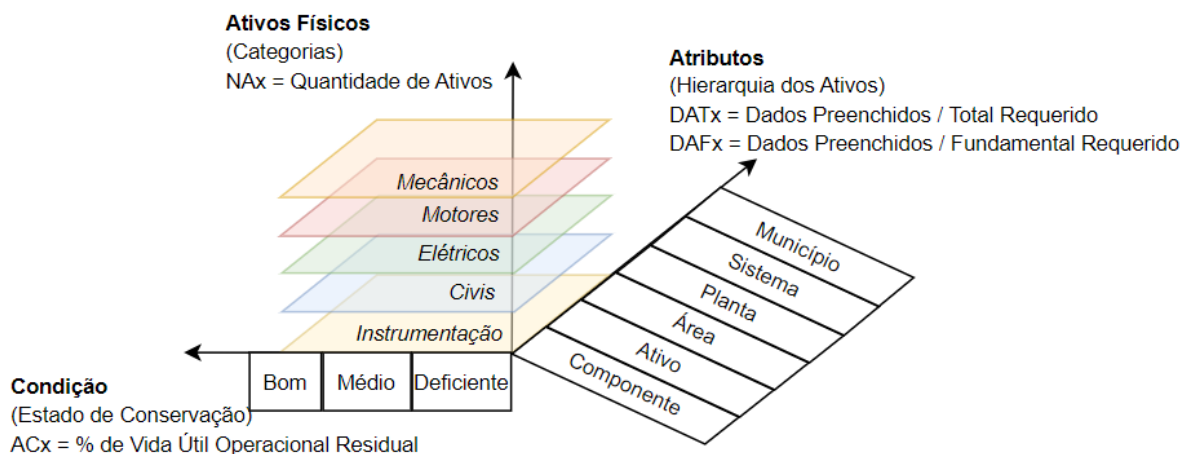 Ativos Físicos
(Categorias)
NAx = Quantidade de Ativos
Atributos
(Hierarquia dos Ativos)
DATx = Dados Preenchidos / Total Requerido
DAFx = Dados Preenchidos / Fundamental Requerido
Mecânicos
Motores
Elétricos
Civis
Instrumentação
Município
Sistema
Planta
Área
Ativo
Componente
Bom
Médio
Deficiente
Condição
(Estado de Conservação)
ACx = % de Vida Útil Operacional Residual